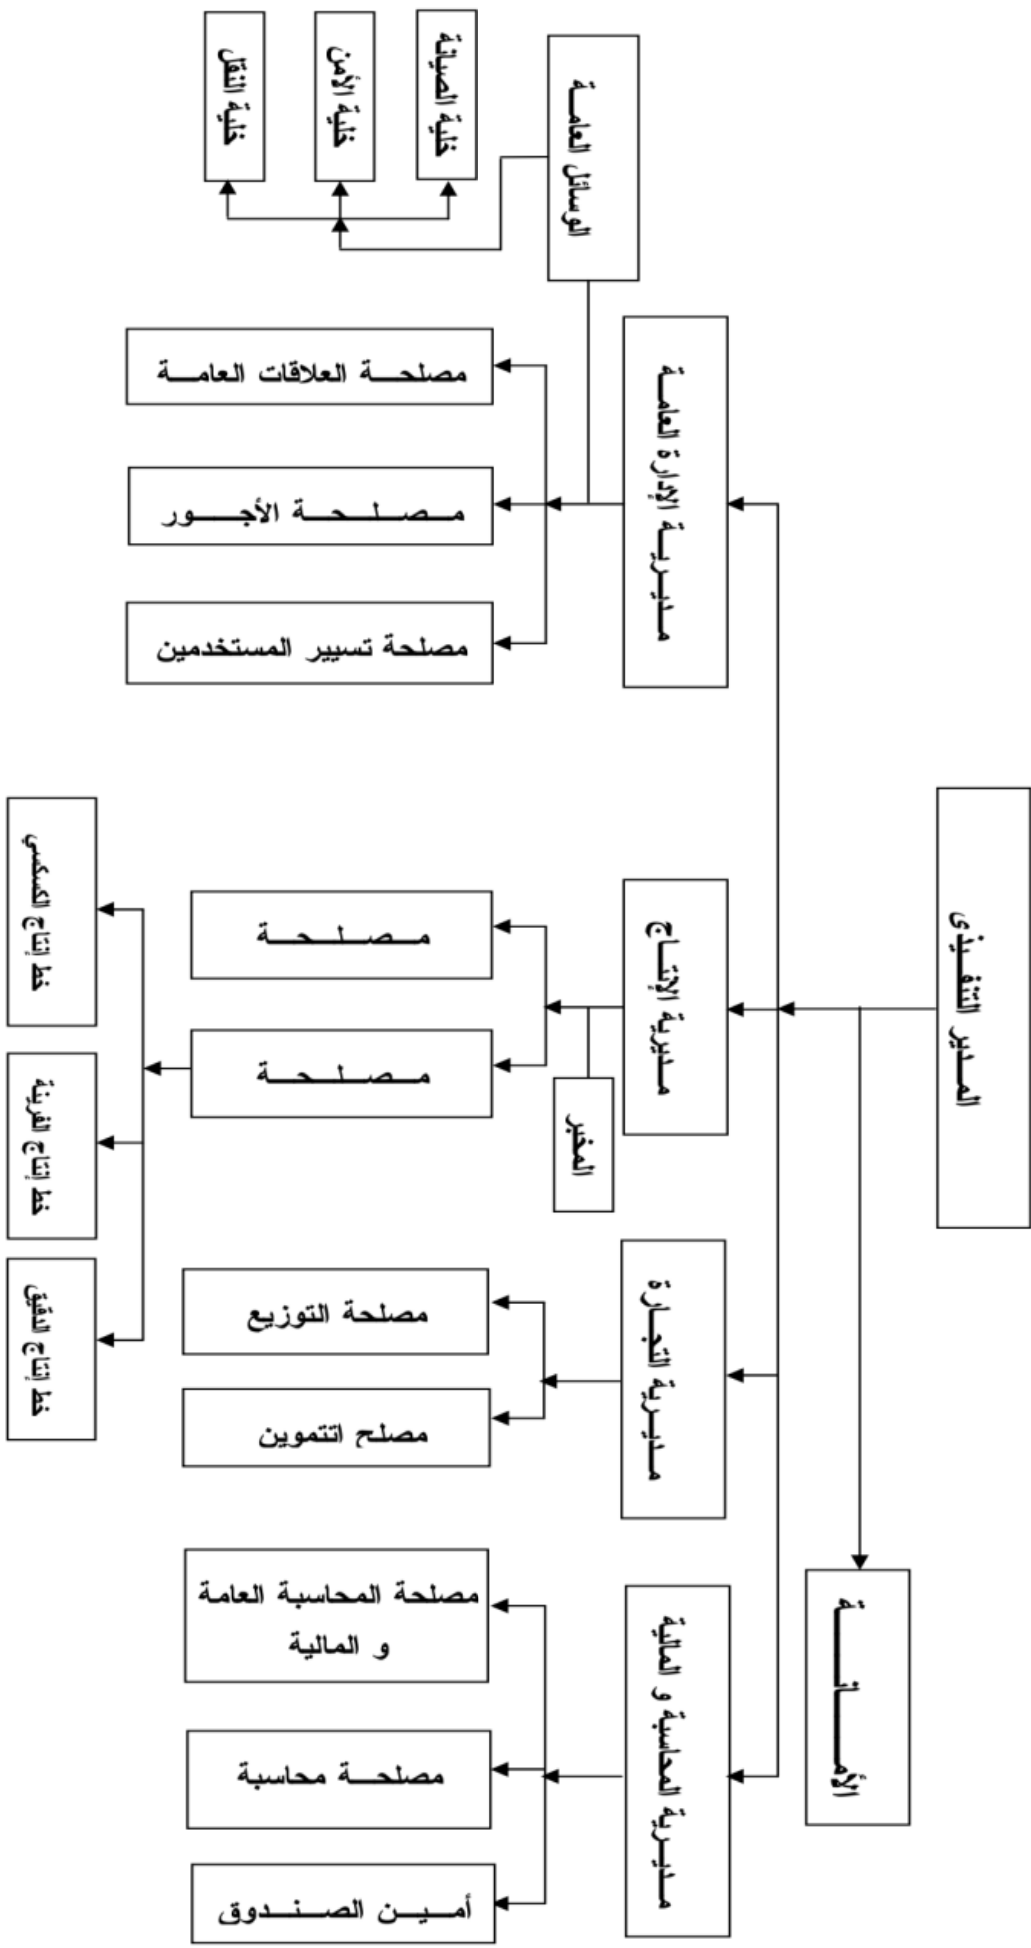 المدير التنفيذى
الأمانة
مديرية الإدارة العامة
مديرية الإنتاج
مديرية التجارة
مديرية المحاسبة و المالية
الوسائل العامة
خلية الصيانة
خلية الأمن
خلية النقل
مصلحة العلاقات العامة
مصلحة الأجور
مصلحة تسيير المستخدمين
المخبر
مصلحة
مصلحة
خط إنتاج الكسكسي
خط إنتاج الفرينة
خط إنتاج الدقيق
مصلحة التوزيع
مصلح اتتموين
مصلحة المحاسبة العامة
و المالية
مصلحة محاسبة
أمين الصندوق